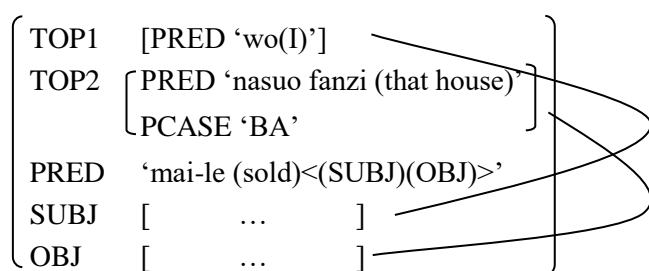 TOP1 [PRED ‘wo(I)’]
TOP2 PRED ‘nasuo fanzi (that house)’
PCASE ‘BA’
PRED ‘mai-le (sold)<(SUBJ)(OBJ)>’
SUBJ [ … ]
OBJ [ … ]